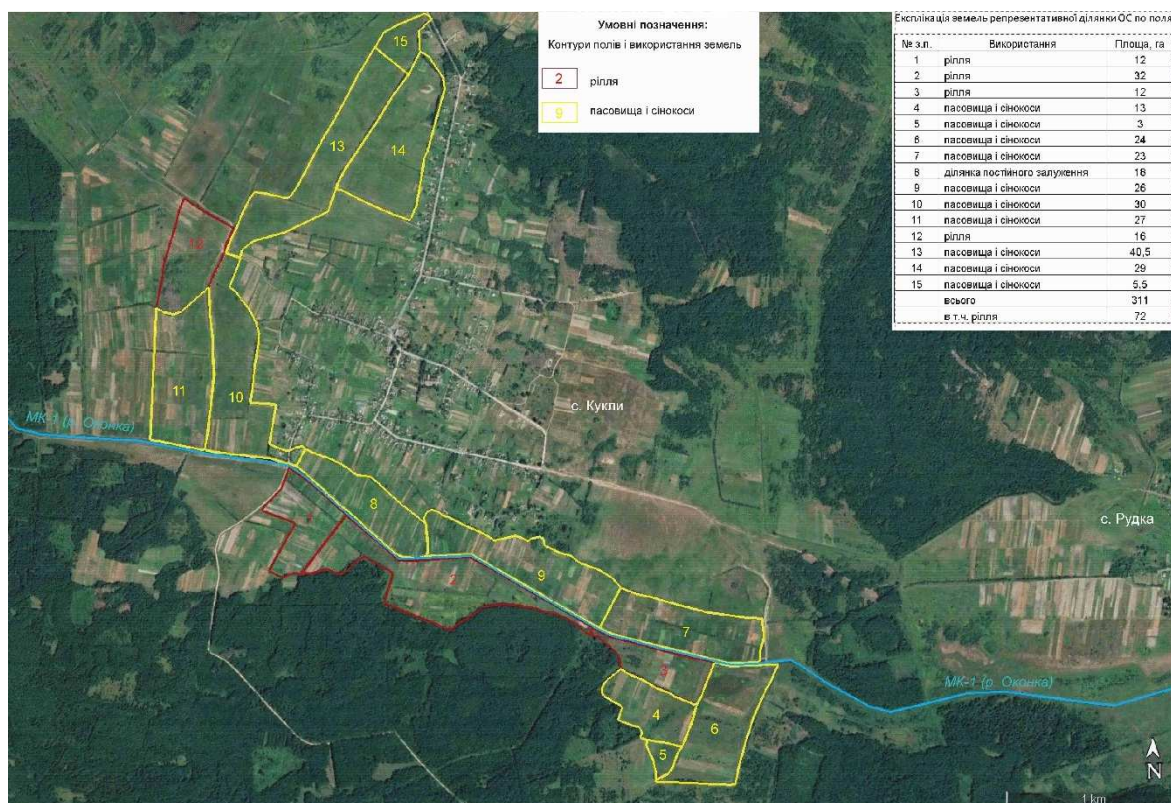 Умовні позначення:
Контури полів і використання земель
2 рілля
9 пасовища і сінокоси
Експлікація земель репрезентативної ділянки ОС по поля
№ з.п. Використання Площа, га
1 рілля 12
2 рілля 32
3 рілля 12
4 пасовища і сінокоси 13
5 пасовища і сінокоси 3
6 пасовища і сінокоси 24
7 пасовища і сінокоси 23
8 ділянка постійного залуження 18
9 пасовища і сінокоси 26
10 пасовища і сінокоси 30
11 пасовища і сінокоси 27
12 рілля 16
13 пасовища і сінокоси 40,5
14 пасовища і сінокоси 29
15 пасовища і сінокоси 5,5
всього 311
в т.ч. рілля 72
15
13
14
12
11
10
МК-1 (р. Оконка)
с. Кукли
с. Рудка
8
1
2
9
7
3
4
6
5
МК-1 (р. Оконка)
N
1 km